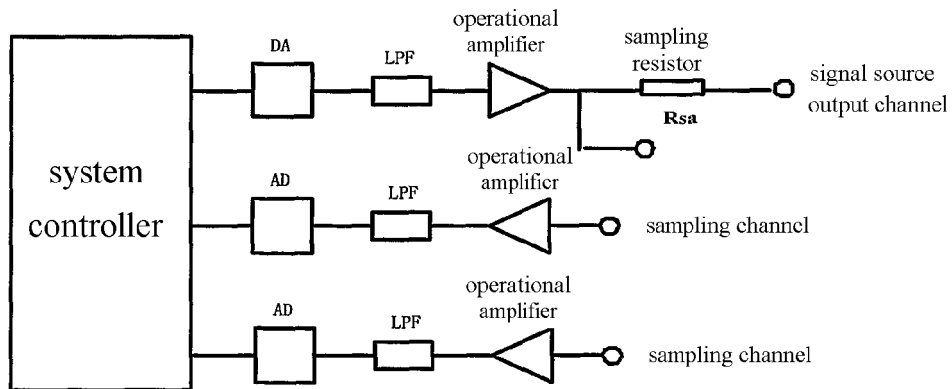 system
controller
DA
LPF
operational
amplifier
sampling
resistor
Rsa
signal source
output channel
AD
LPF
operational
amplifier
sampling channel
AD
LPF
operational
amplifier
sampling channel